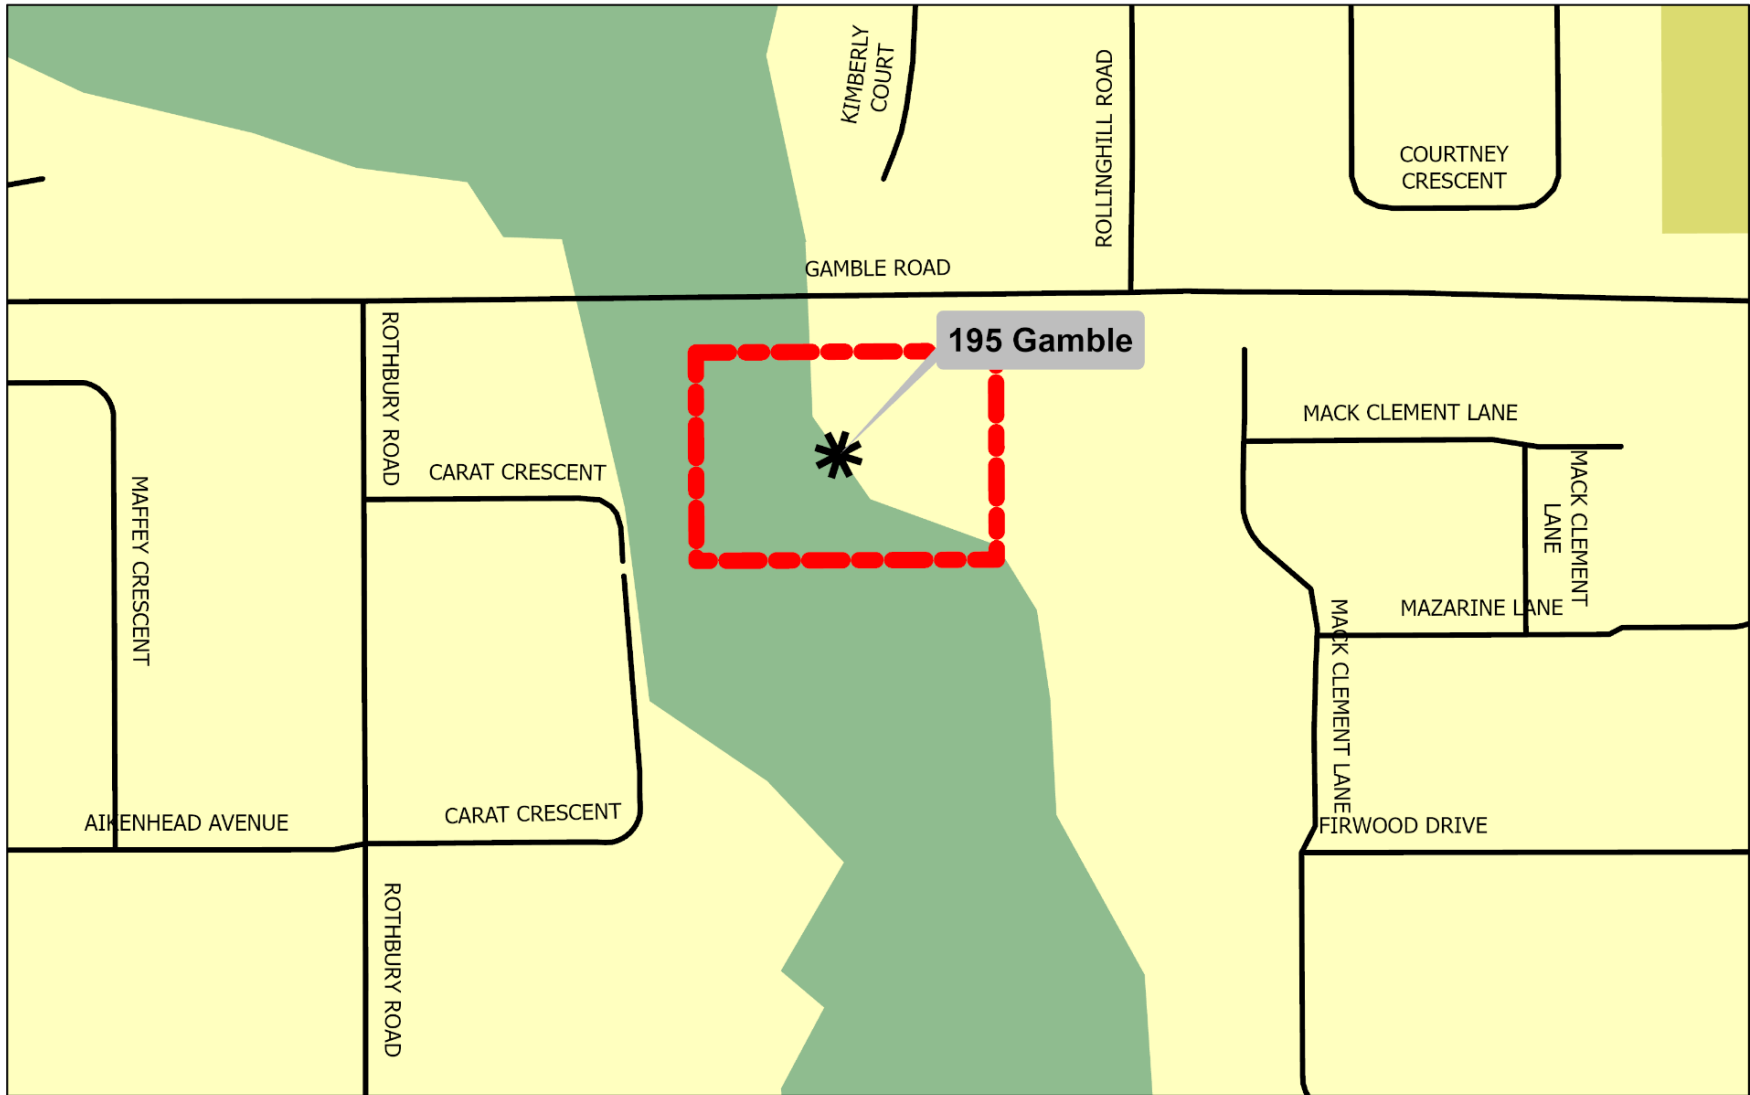 KIMBERLY
COURT
ROLLINGHILL ROAD
COURTNEY
CRESCENT
GAMBLE ROAD
195 Gamble
ROTHBURY ROAD
MACK CLEMENT LANE
CARAT CRESCENT
MAFFEY CRESCENT
MACK CLEMENT
LANE
MAZARINE LANE
MACK CLEMENT LANE
CARAT CRESCENT
AIKENHEAD AVENUE
FIRWOOD DRIVE
ROTHBURY ROAD